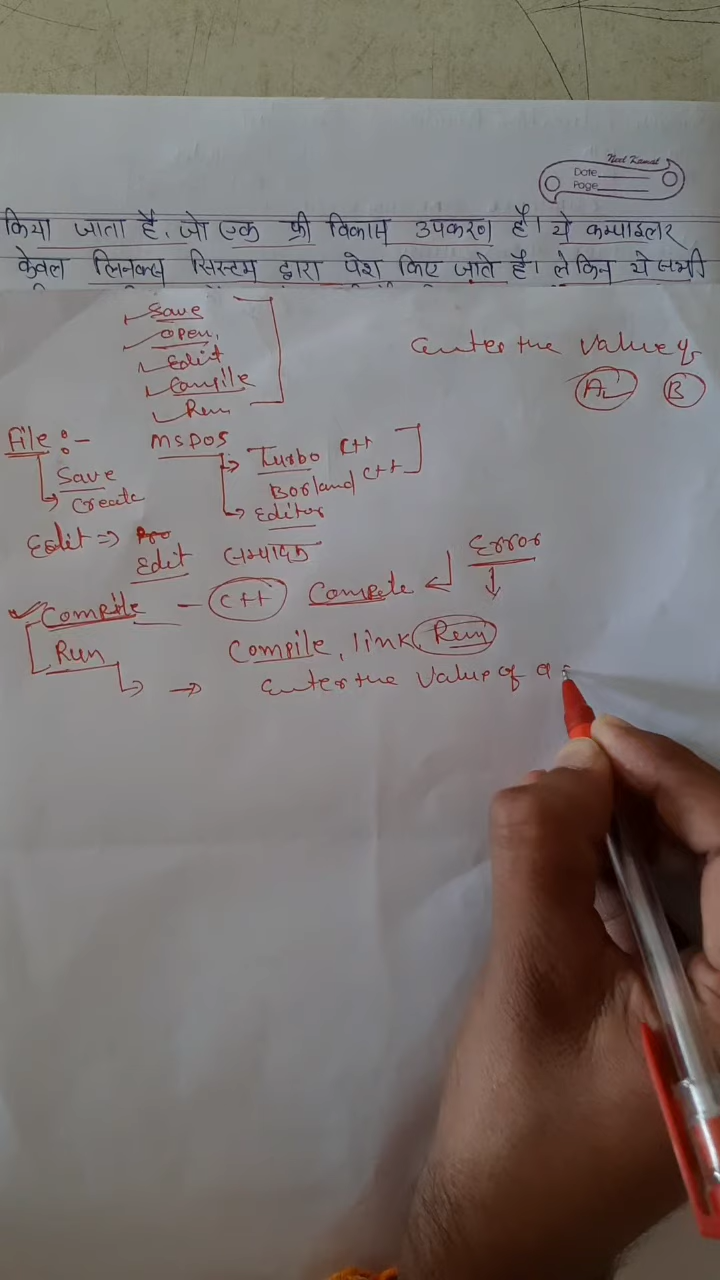 Neel Kamal
Date
Page
किया जाता है, जो एक फ्री विकास उपकरण है। ये कम्पाइलर
केवल लिनक्स सिस्टम द्वारा पेश किए जाते है। लेकिन ये सभी
Save
open,
Edit
Compile
Run
Enter the Value of
A B
File :-
MSDOS
Turbo C++
Borland C++
Editor
Save
Create
Edit ⇒ Pro
Edit सम्पादक
Error
✓ Compile - C++ Compete
Run Compile, link, Run
→ Enter the Value of a